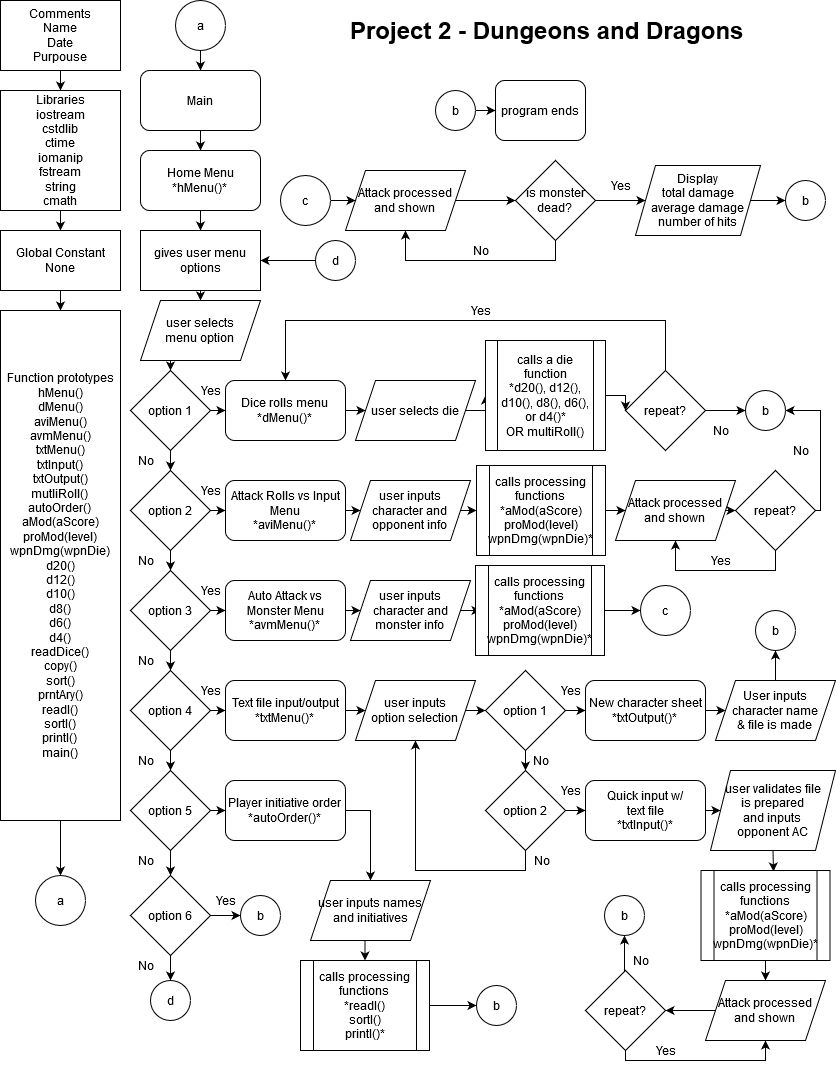 Project 2 - Dungeons and Dragons
Comments
Name
Date
Purpouse
Libraries
iostream
cstdlib
ctime
iomanip
fstream
string
cmath
Global Constant
None
Function prototypes
hMenu()
dMenu()
aviMenu()
avmMenu()
txtMenu()
txtInput()
txtOutput()
mutliRoll()
autoOrder()
aMod(aScore)
proMod(level)
wpnDmg(wpnDie)
d20()
d12()
d10()
d8()
d6()
d4()
readDice()
copy()
sort()
prntAry()
readI()
sortI()
printI()
main()
a
a
Main
Home Menu
*hMenu()*
gives user menu
options
d
user selects
menu option
b
program ends
c
Attack processed
and shown
is monster
dead?
Yes
No
Display
total damage
average damage
number of hits
b
option 1
Yes
No
Dice rolls menu
*dMenu()*
user selects die
calls a die
function
*d20(), d12(),
d10(), d8(), d6(),
or d4()*
OR multiRoll()
Yes
repeat?
No
b
option 2
Yes
No
Attack Rolls vs Input
Menu
*aviMenu()*
user inputs
character and
opponent info
calls processing
functions
*aMod(aScore)
proMod(level)
wpnDmg(wpnDie)*
Attack processed
and shown
repeat?
Yes
No
option 3
Yes
No
Auto Attack vs
Monster Menu
*avmMenu()*
user inputs
character and
monster info
calls processing
functions
*aMod(aScore)
proMod(level)
wpnDmg(wpnDie)*
c
option 4
Yes
No
Text file input/output
*txtMenu()*
user inputs
option selection
option 1
Yes
No
New character sheet
*txtOutput()*
User inputs
character name
& file is made
b
option 2
Yes
No
Quick input w/
text file
*txtInput()*
user validates file
is prepared
and inputs
opponent AC
calls processing
functions
*aMod(aScore)
proMod(level)
wpnDmg(wpnDie)*
Attack processed
and shown
repeat?
Yes
No
b
option 5
Yes
No
Player initiative order
*autoOrder()*
user inputs names
and initiatives
calls processing
functions
*readI()
sortI()
printI()*
b
option 6
Yes
b
No
d